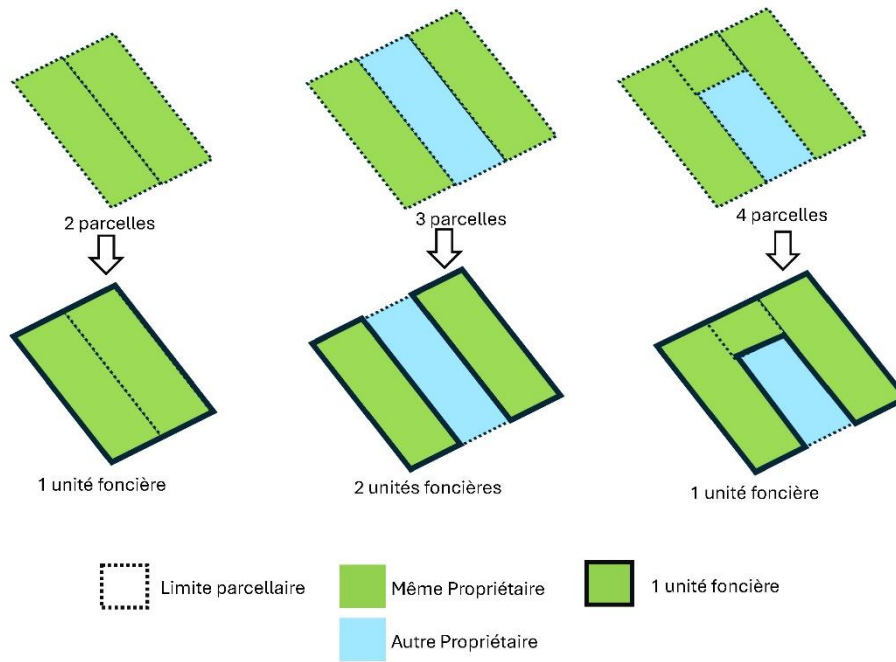 2 parcelles
3 parcelles
4 parcelles
1 unité foncière
2 unités foncières
1 unité foncière
Limite parcellaire
Même Propriétaire
1 unité foncière
Autre Propriétaire